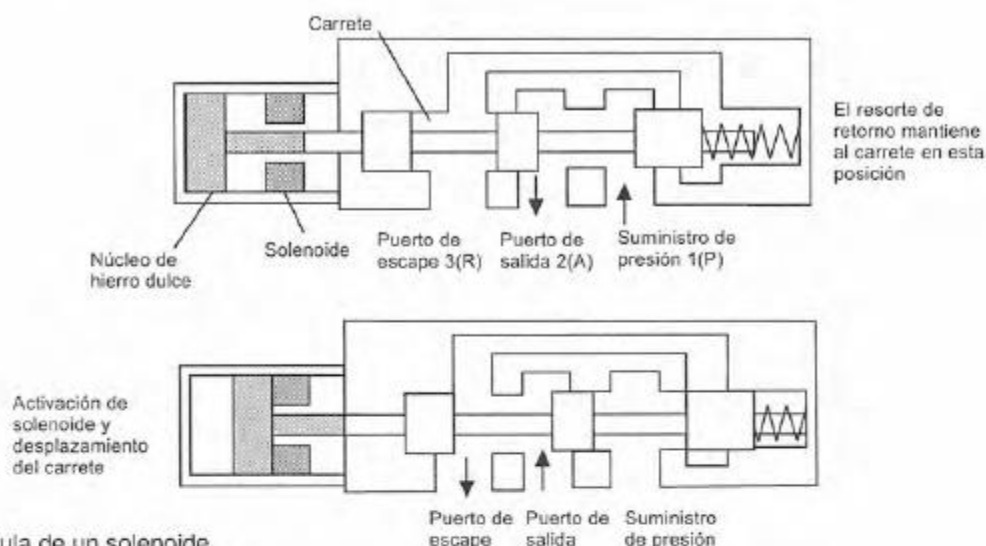 Carrete
El resorte de
retorno mantiene
al carrete en esta
posición
Núcleo de
hierro dulce
Solenoide
Puerto de
escape 3(R)
Puerto de
salida 2(A)
Suministro de
presión 1(P)
Activación de
solenoide y
desplazamiento
del carrete
Puerto de
escape
Puerto de
salida
Suministro
de presión
ula de un solenoide